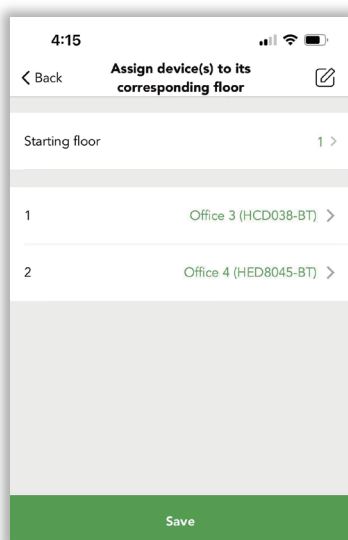 4:15
Back
Assign device(s) to its
corresponding floor
Starting floor 1
1 Office 3 (HCD038-BT)
2 Office 4 (HED8045-BT)
Save